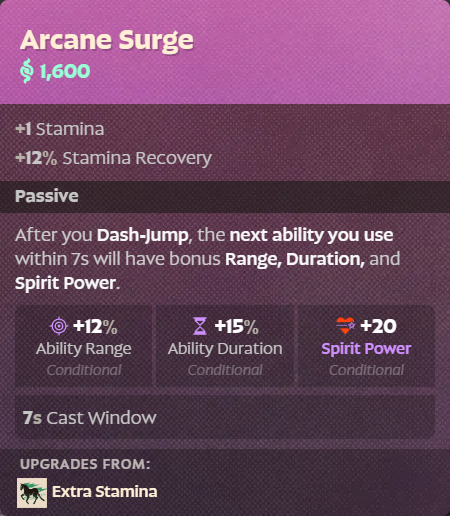 Arcane Surge
1,600
+1 Stamina
+12% Stamina Recovery
Passive
After you Dash-Jump, the next ability you use
within 7s will have bonus Range, Duration, and
Spirit Power.
+12% +15% +20
Ability Range Ability Duration Spirit Power
Conditional Conditional Conditional
7s Cast Window
UPGRADES FROM:
Extra Stamina